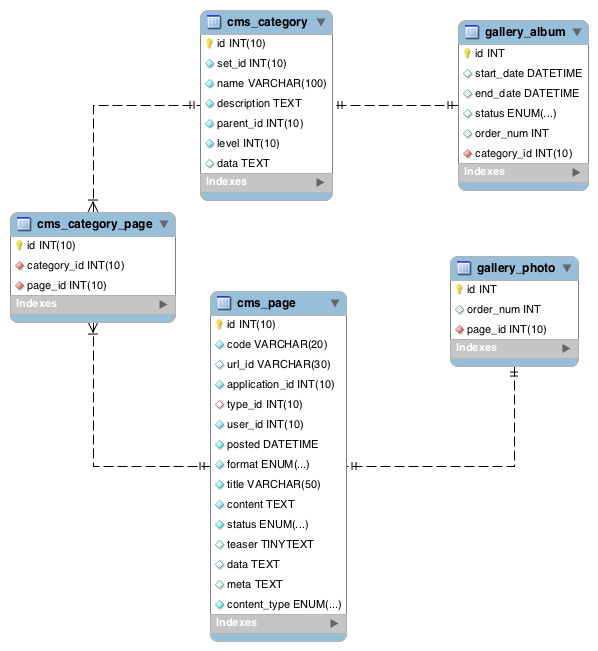 cms_category
id INT(10)
set_id INT(10)
name VARCHAR(100)
description TEXT
parent_id INT(10)
level INT(10)
data TEXT
Indexes
gallery_album
id INT
start_date DATETIME
end_date DATETIME
status ENUM(...)
order_num INT
category_id INT(10)
Indexes
cms_category_page
id INT(10)
category_id INT(10)
page_id INT(10)
Indexes
gallery_photo
id INT
order_num INT
page_id INT(10)
Indexes
cms_page
id INT(10)
code VARCHAR(20)
url_id VARCHAR(30)
application_id INT(10)
type_id INT(10)
user_id INT(10)
posted DATETIME
format ENUM(...)
title VARCHAR(50)
content TEXT
status ENUM(...)
teaser TINYTEXT
data TEXT
meta TEXT
content_type ENUM(...)
Indexes